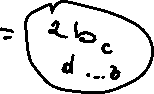 = 2bc
d...a